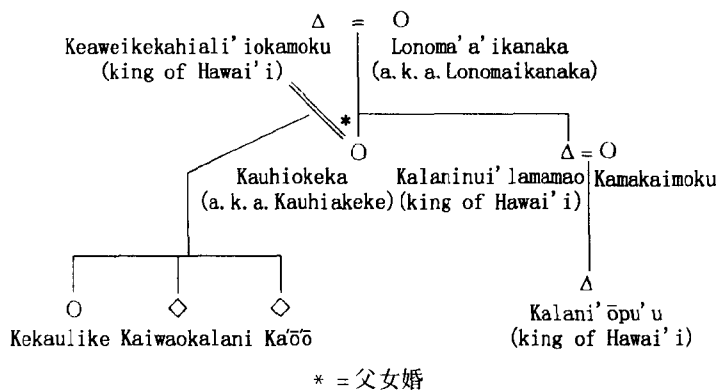 Δ = O
Keaweikekahiali'iokamoku Lonoma'a'ikanaka
(king of Hawai'i) (a.k.a.Lonomaikanaka)
*
O Δ = O
Kauhiokeka Kalaninui'lamamao Kamakaimoku
(a.k.a.Kauhiakeke) (king of Hawai'i)
O ◇ ◇ Δ
Kekaulike Kaiwaokalani Ka'ō'ō Kalani'ōpu'u
(king of Hawai'i)
* = 父女婚